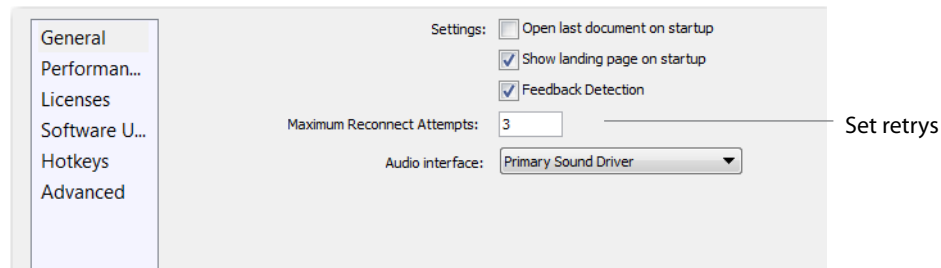 General
Performan...
Licenses
Software U...
Hotkeys
Advanced
Settings: Open last document on startup
Show landing page on startup
Feedback Detection
Maximum Reconnect Attempts: 3
Set retrys
Audio interface: Primary Sound Driver